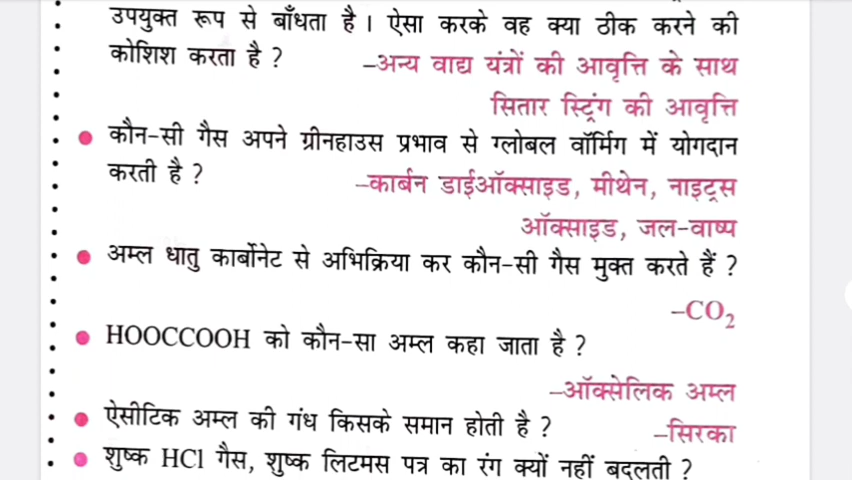 उपयुक्त रूप से बाँधता है। ऐसा करके वह क्या ठीक करने की
कोशिश करता है ? –अन्य वाद्य यंत्रों की आवृत्ति के साथ
सितार स्ट्रिंग की आवृत्ति
कौन-सी गैस अपने ग्रीनहाउस प्रभाव से ग्लोबल वॉर्मिंग में योगदान
करती है ? –कार्बन डाईऑक्साइड, मीथेन, नाइट्रस
ऑक्साइड, जल-वाष्प
अम्ल धातु कार्बोनेट से अभिक्रिया कर कौन-सी गैस मुक्त करते हैं ?
–CO₂
HOOCCOOH को कौन-सा अम्ल कहा जाता है ?
–ऑक्सेलिक अम्ल
ऐसीटिक अम्ल की गंध किसके समान होती है ? –सिरका
शुष्क HCl गैस, शुष्क लिटमस पत्र का रंग क्यों नहीं बदलती ?